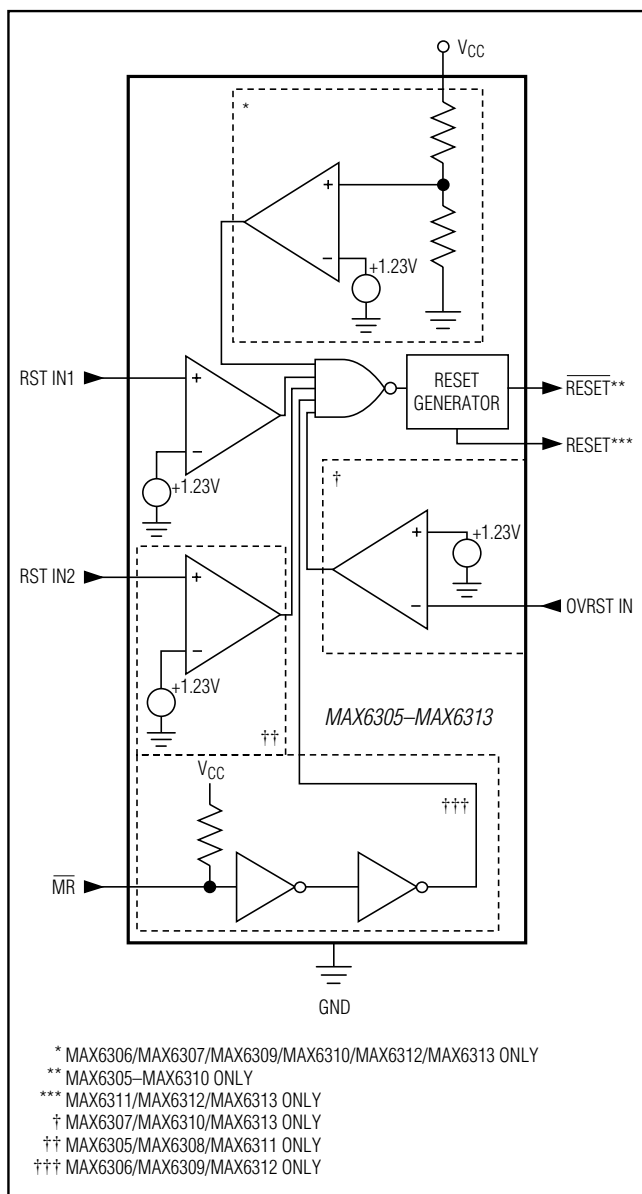 VCC
*
+
−
+1.23V
RST IN1
+
−
+1.23V
RESET
GENERATOR
RESET**
RESET***
†
+
−
+1.23V
OVRST IN
RST IN2
+
−
+1.23V
††
MAX6305–MAX6313
VCC
†††
MR
GND
* MAX6306/MAX6307/MAX6309/MAX6310/MAX6312/MAX6313 ONLY
** MAX6305–MAX6310 ONLY
*** MAX6311/MAX6312/MAX6313 ONLY
† MAX6307/MAX6310/MAX6313 ONLY
†† MAX6305/MAX6308/MAX6311 ONLY
††† MAX6306/MAX6309/MAX6312 ONLY